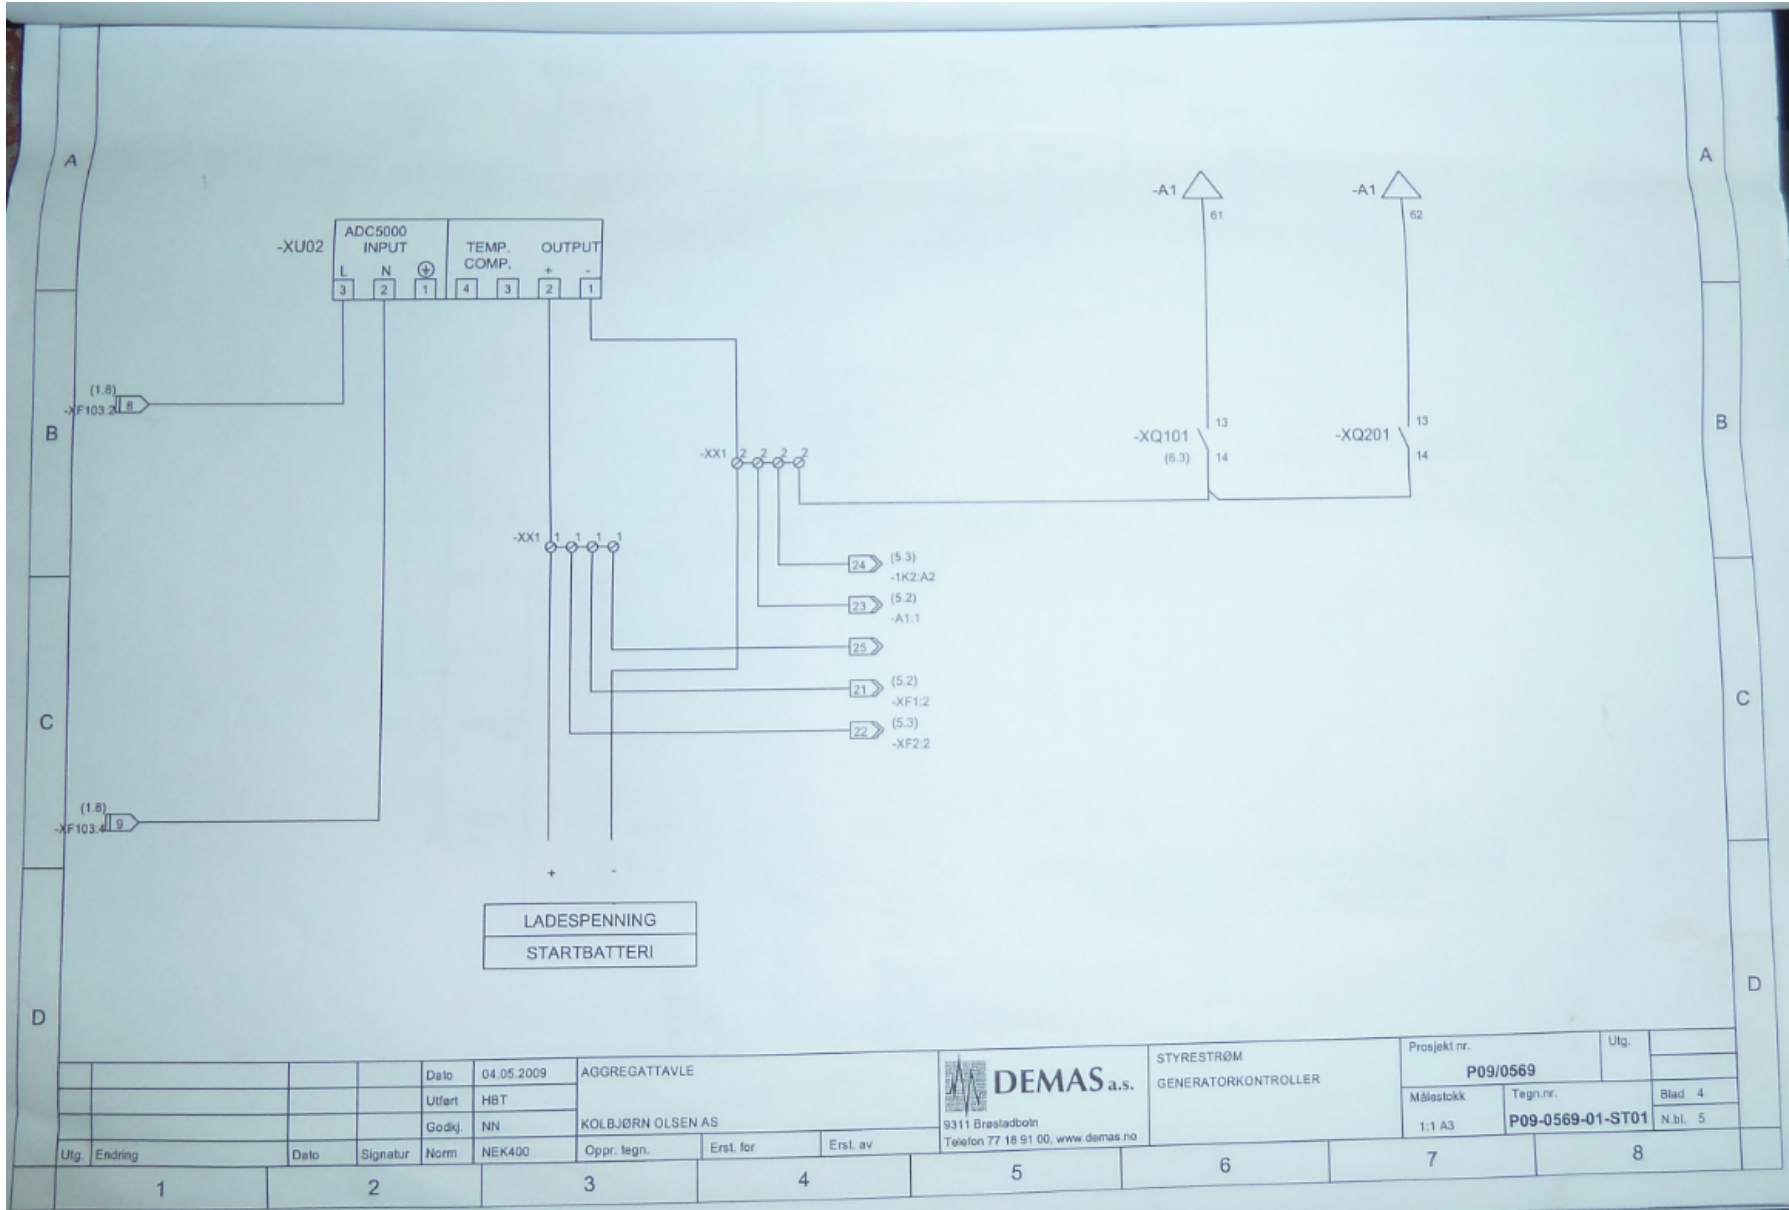 A
A
-A1
-A1
61
62
ADC5000
INPUT
TEMP. COMP.
OUTPUT
-XU02
L N + -
3 2 1 4 3 2 1
(1.8)
-XF103:2 8
B
B
-XQ101 13
(6.3) 14
-XQ201 13
14
-XX1 2 2 2 2
-XX1 1 1 1 1
24 (5.3)
-1K2:A2
23 (5.2)
-A1:1
25
21 (5.2)
-XF1:2
22 (5.3)
-XF2:2
C
C
(1.8)
-XF103:4 9
+ -
LADESPENNING
STARTBATTERI
D
D
Dato 04.05.2009
Utført HBT
Godkj. NN
Utg. Endring Dato Signatur Norm NEK400
AGGREGATTAVLE
KOLBJØRN OLSEN AS
Oppr. tegn. Erst. for Erst. av
DEMAS a.s.
9311 Brøstadbotn
Telefon 77 18 91 00, www.demas.no
STYRESTRØM
GENERATORKONTROLLER
Prosjekt nr. Utg.
P09/0569
Målestokk Tegn.nr. Blad 4
1:1 A3 P09-0569-01-ST01 N.bl. 5
1 2 3 4 5 6 7 8